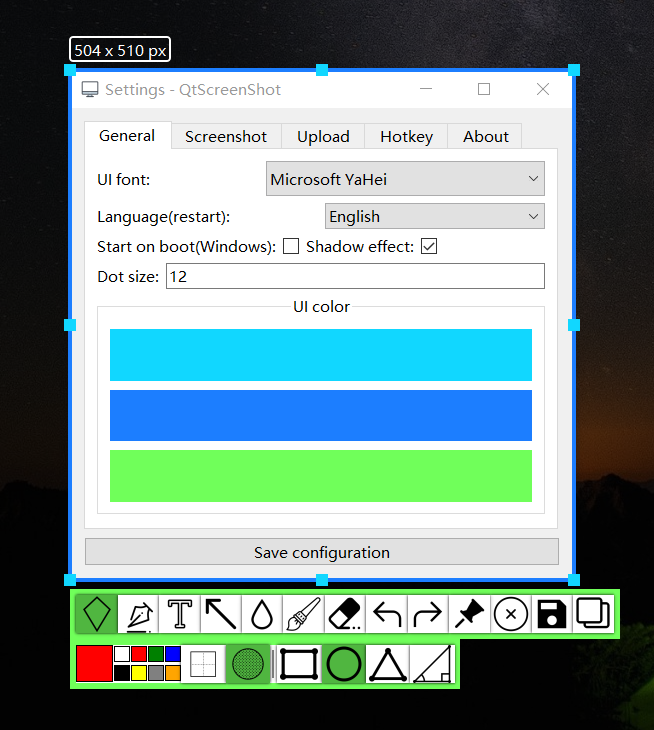 504 x 510 px
Settings - QtScreenShot
General Screenshot Upload Hotkey About
UI font: Microsoft YaHei
Language(restart): English
Start on boot(Windows): Shadow effect:
Dot size: 12
UI color
Save configuration
T